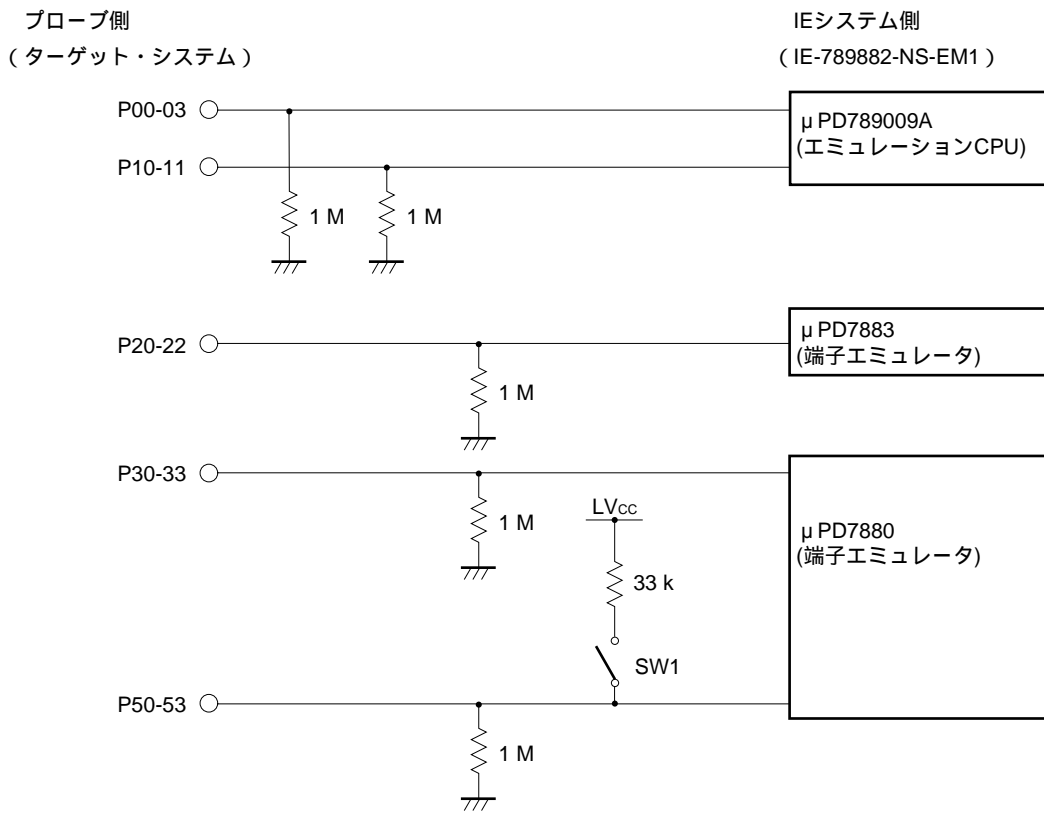 プローブ側
（ターゲット・システム）
IEシステム側
（IE-789882-NS-EM1）
P00-03
μPD789009A
(エミュレーションCPU)
P10-11
1 M
1 M
P20-22
μPD7883
(端子エミュレータ)
1 M
P30-33
1 M
LVCC
μPD7880
(端子エミュレータ)
33 k
SW1
P50-53
1 M